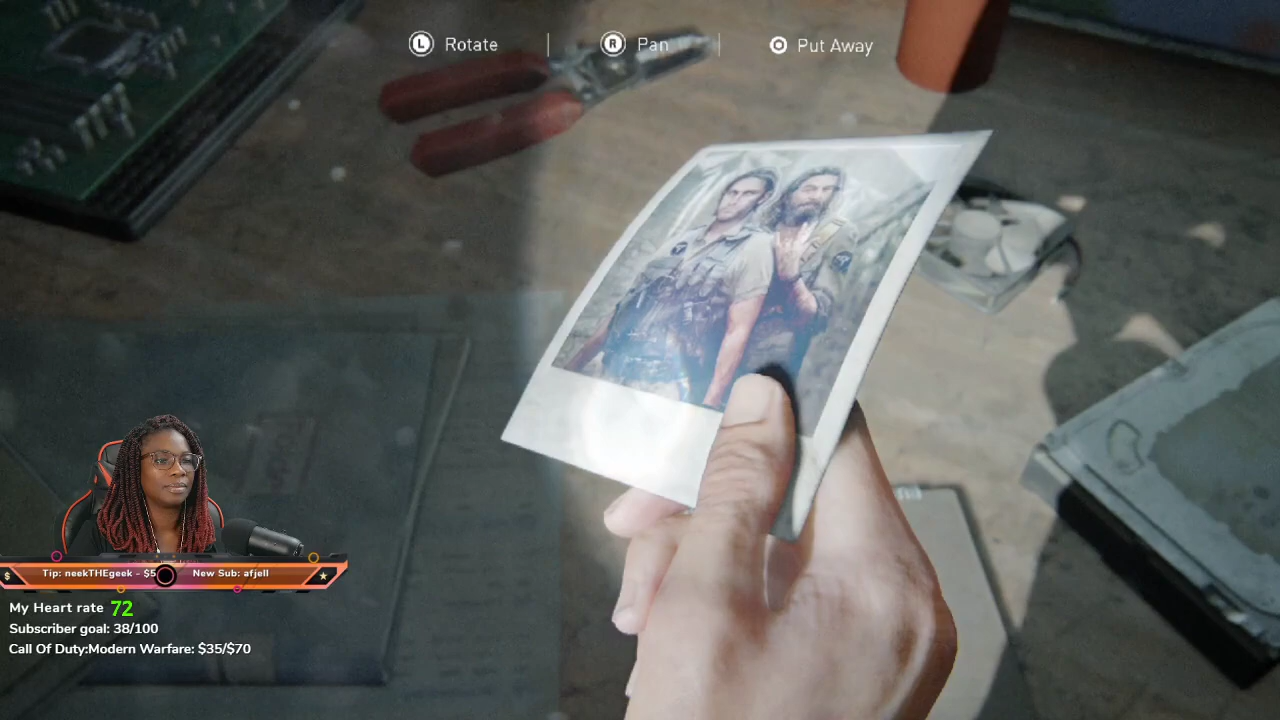 L Rotate | R Pan | Put Away
$ Tip: neekTHEgeek - $5 New Sub: afjell
My Heart rate 72
Subscriber goal: 38/100
Call Of Duty:Modern Warfare: $35/$70